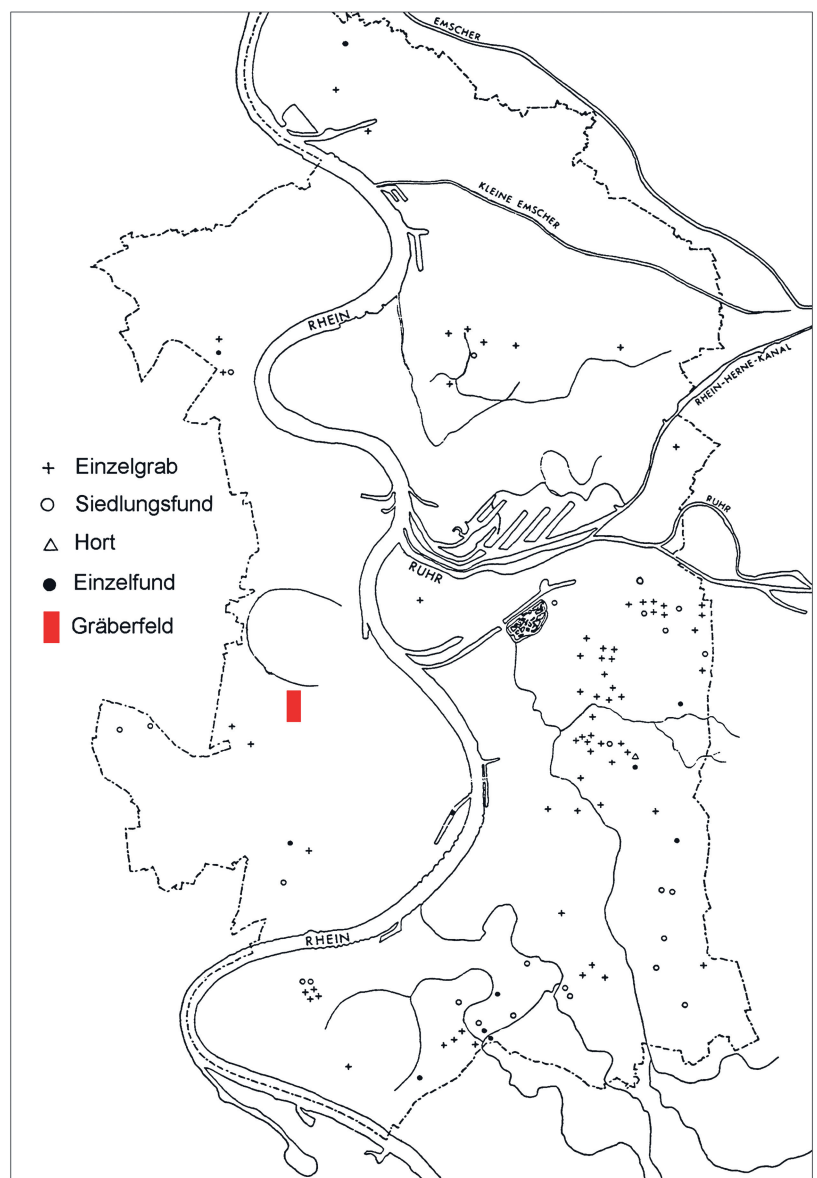 EMSCHER
KLEINE EMSCHER
RHEIN
RHEIN-HERNE-KANAL
Einzelgrab
Siedlungsfund
Hort
Einzelfund
Gräberfeld
RUHR
RUHR
RHEIN